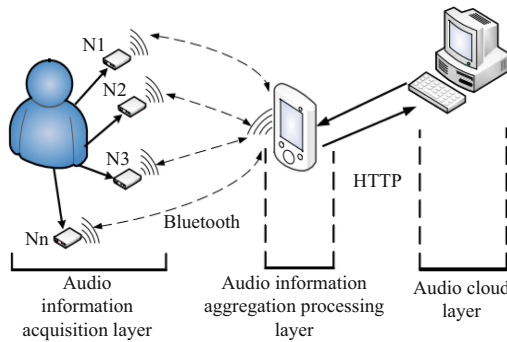 N1
N2
N3
Nn
Bluetooth
HTTP
Audio
information
acquisition layer
Audio information
aggregation processing
layer
Audio cloud
layer